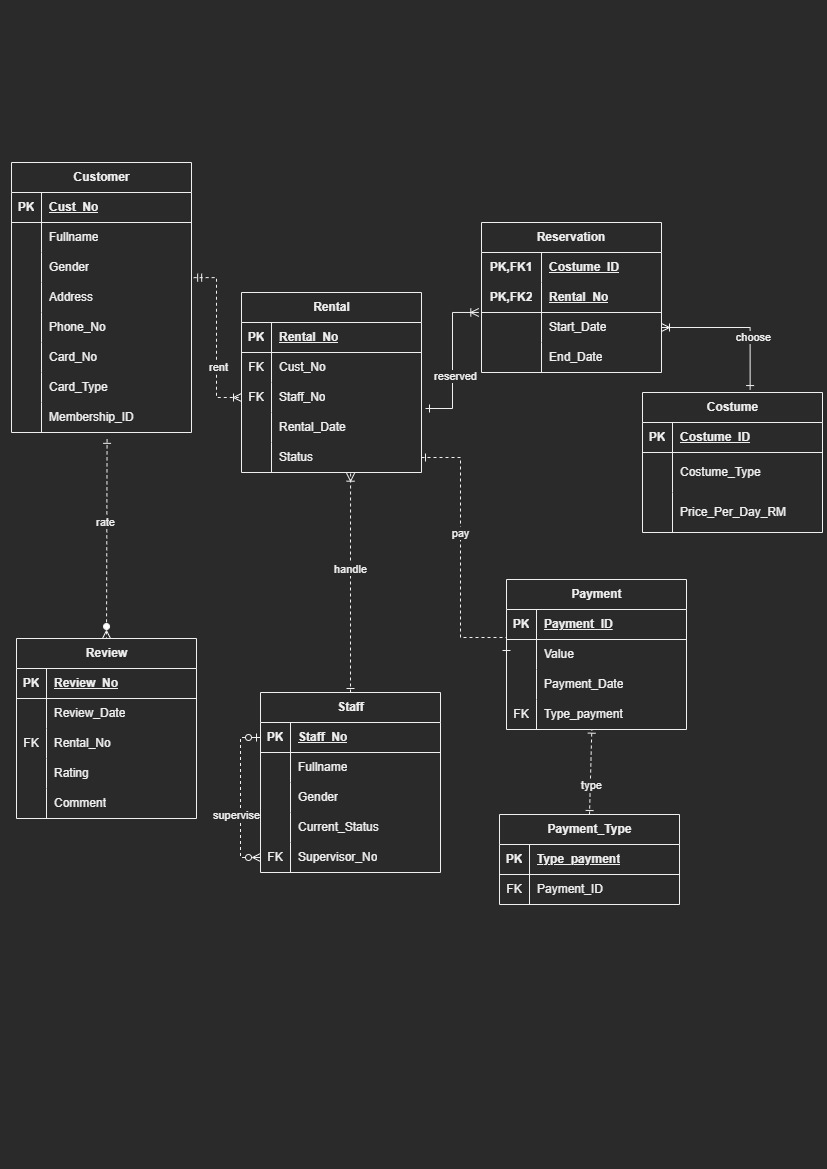 Customer
PK Cust_No
Fullname
Gender
Address
Phone_No
Card_No
Card_Type
Membership_ID
rent
Rental
PK Rental_No
FK Cust_No
FK Staff_No
Rental_Date
Status
reserved
Reservation
PK,FK1 Costume_ID
PK,FK2 Rental_No
Start_Date
End_Date
choose
Costume
PK Costume_ID
Costume_Type
Price_Per_Day_RM
rate
handle
pay
Review
PK Review_No
Review_Date
FK Rental_No
Rating
Comment
supervise
Staff
PK Staff_No
Fullname
Gender
Current_Status
FK Supervisor_No
Payment
PK Payment_ID
Value
Payment_Date
FK Type_payment
type
Payment_Type
PK Type_payment
FK Payment_ID